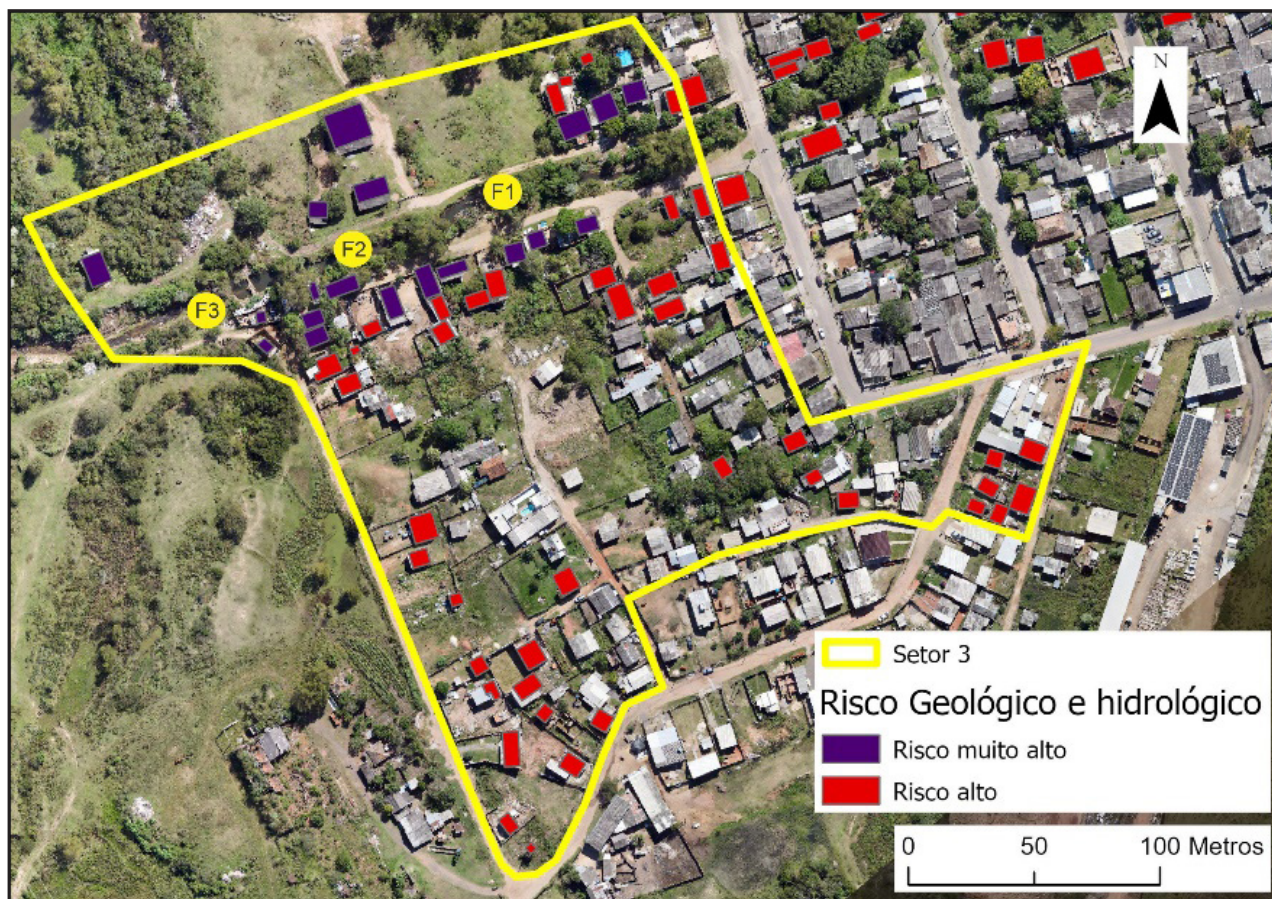 N
F1
F2
F3
Setor 3
Risco Geológico e hidrológico
Risco muito alto
Risco alto
0 50 100 Metros